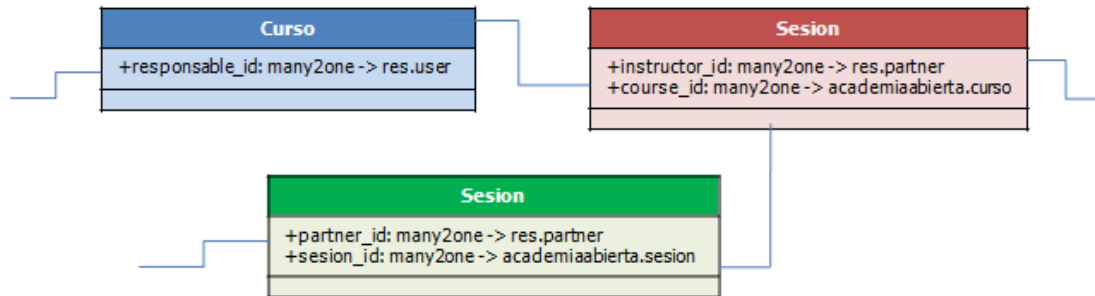 Curso
+responsable_id: many2one -> res.user
Sesion
+instructor_id: many2one -> res.partner
+course_id: many2one -> academiaabierta.curso
Sesion
+partner_id: many2one -> res.partner
+sesion_id: many2one -> academiaabierta.sesion